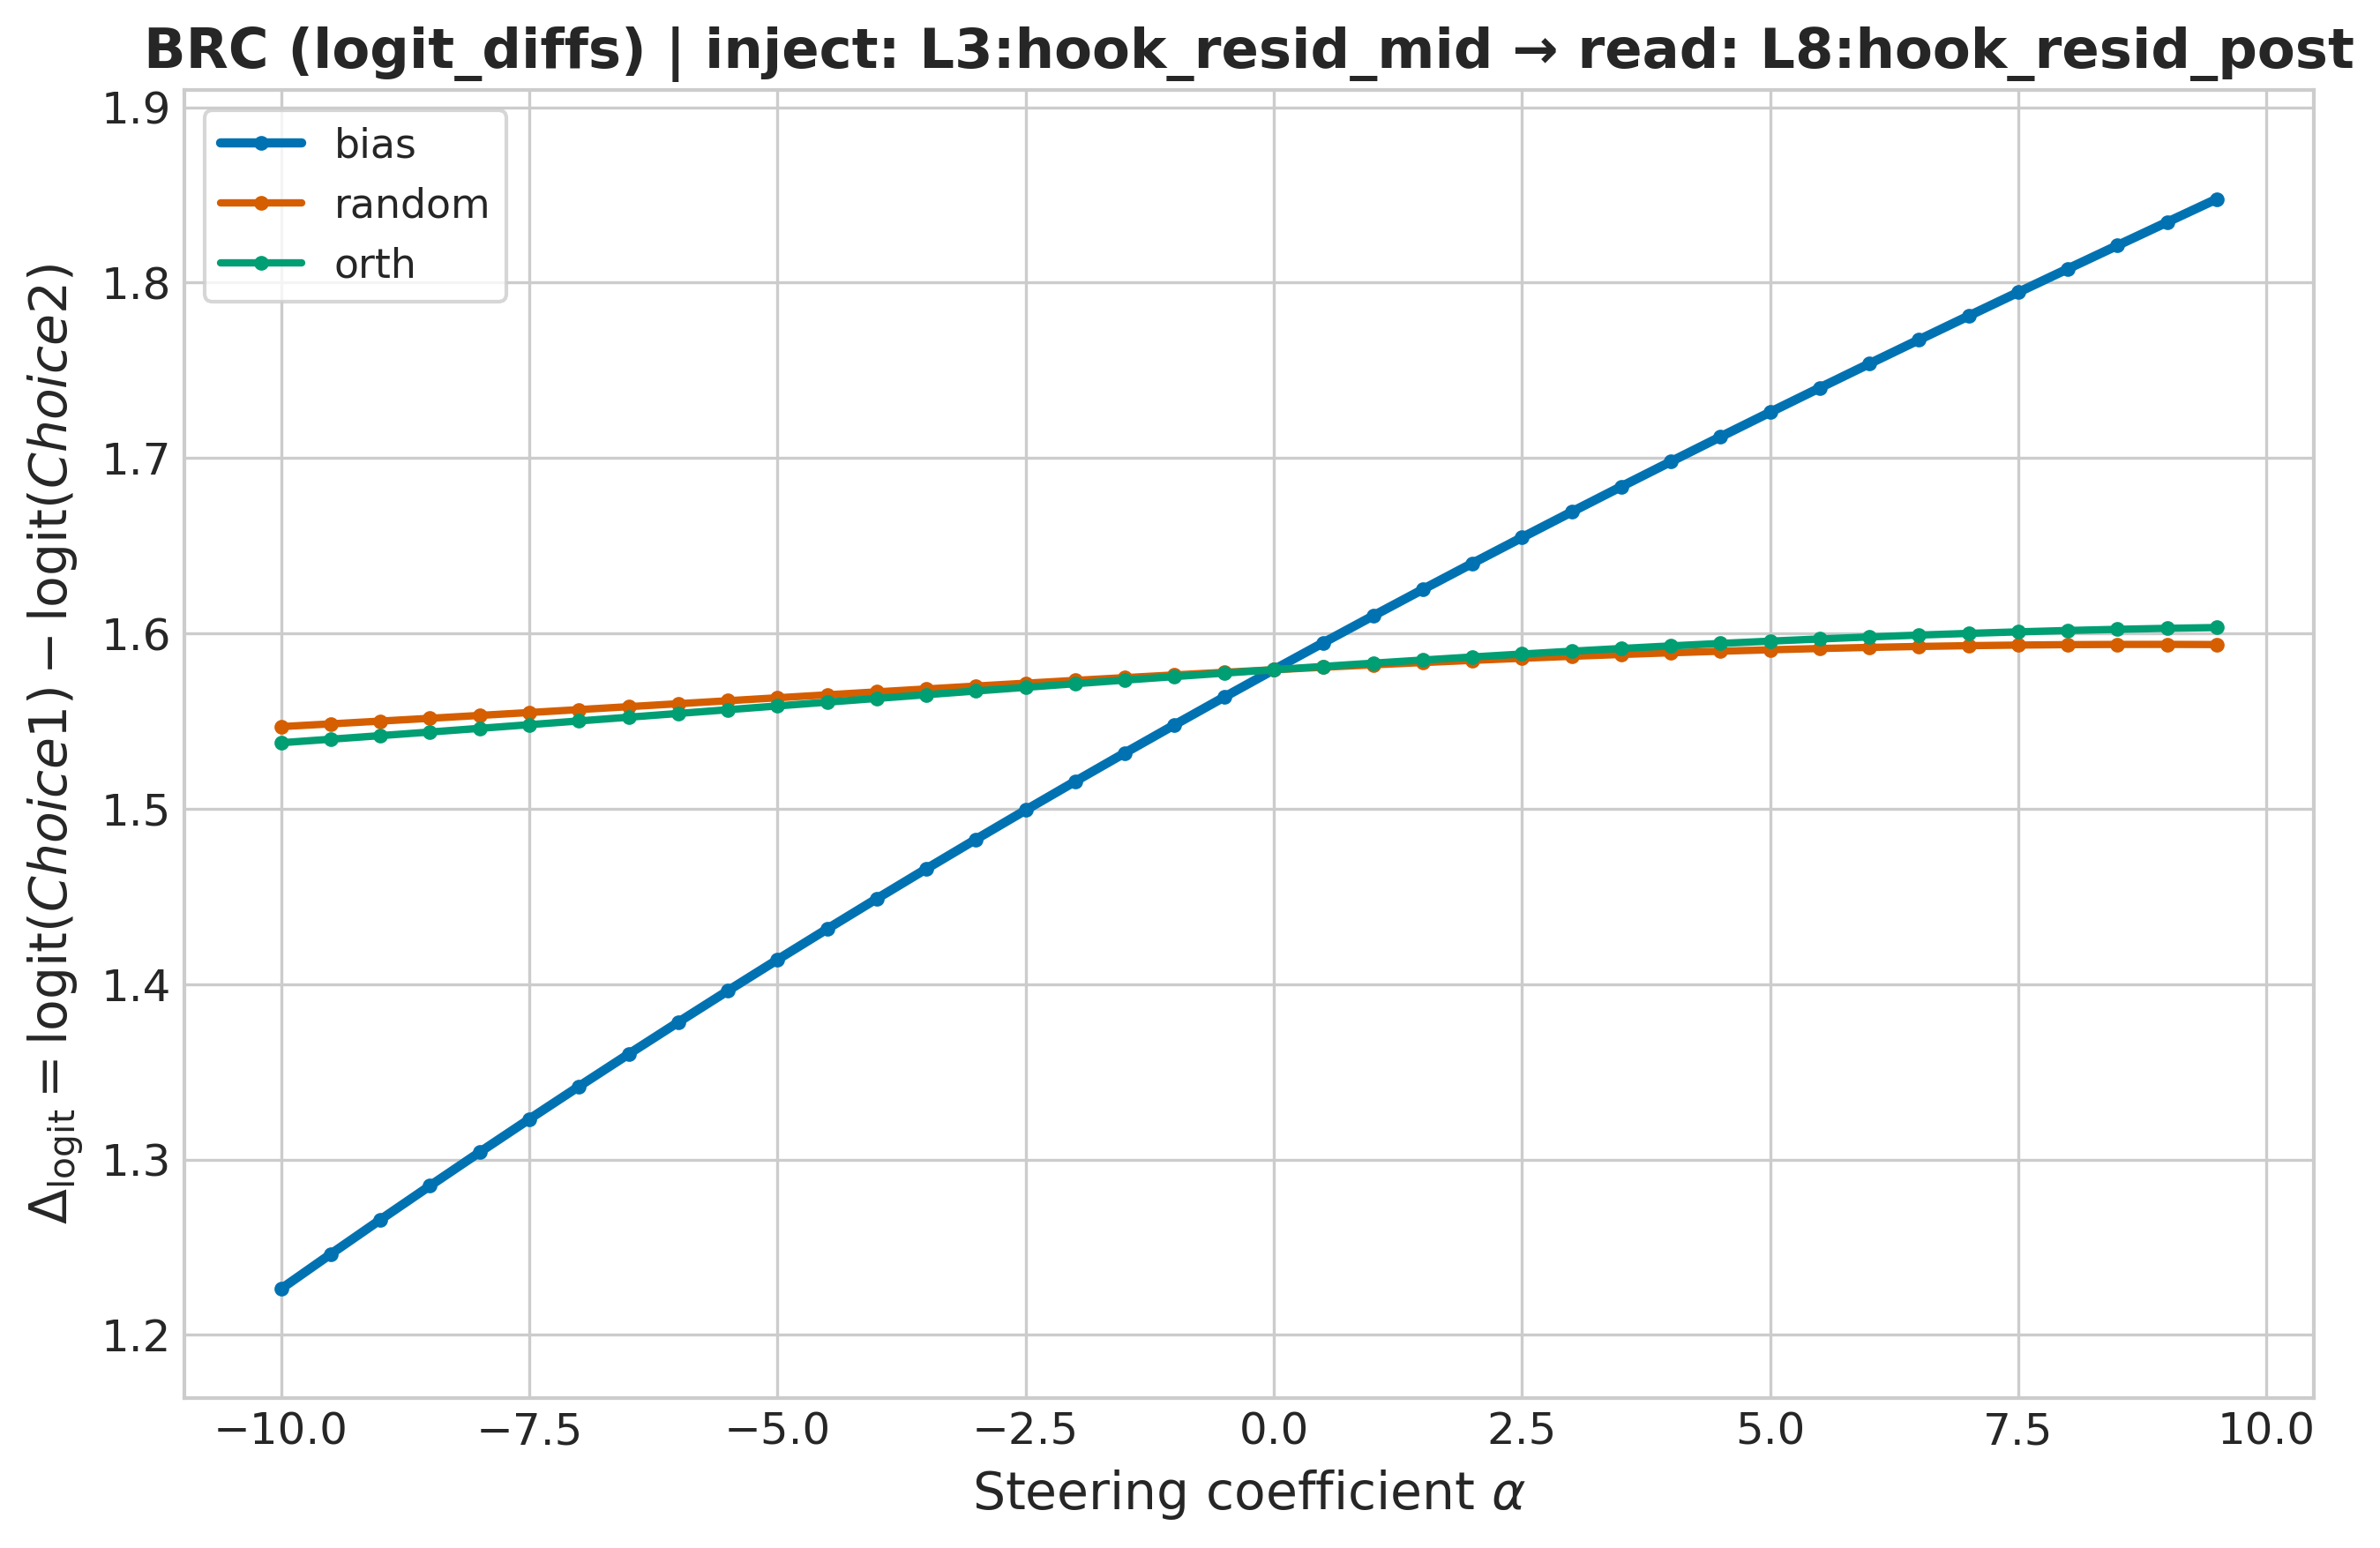 BRC (logit_diffs) | inject: L3:hook_resid_mid → read: L8:hook_resid_post
bias
random
orth
Δlogit = logit(Choice1) − logit(Choice2)
1.9
1.8
1.7
1.6
1.5
1.4
1.3
1.2
−10.0 −7.5 −5.0 −2.5 0.0 2.5 5.0 7.5 10.0
Steering coefficient α